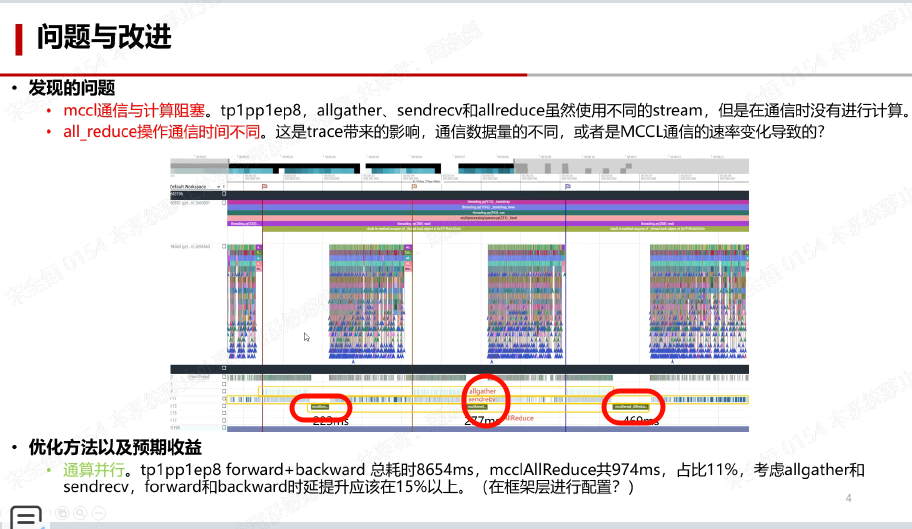 问题与改进
• 发现的问题
• mccl通信与计算阻塞。tp1pp1ep8，allgather、sendrecv和allreduce虽然使用不同的stream，但是在通信时没有进行计算。
• all_reduce操作通信时间不同。这是trace带来的影响，通信数据量的不同，或者是MCCL通信的速率变化导致的？
Default Workspace
allgather
sendrecv
223ms
277ms
AllReduce
469ms
• 优化方法以及预期收益
• 通算并行。tp1pp1ep8 forward+backward 总耗时8654ms，mcclAllReduce共974ms，占比11%，考虑allgather和
sendrecv，forward和backward时延提升应该在15%以上。（在框架层进行配置？）
4